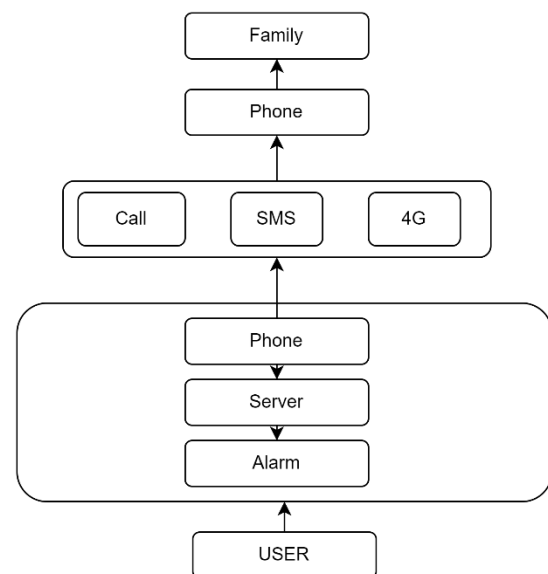 Family
Phone
Call
SMS
4G
Phone
Server
Alarm
USER